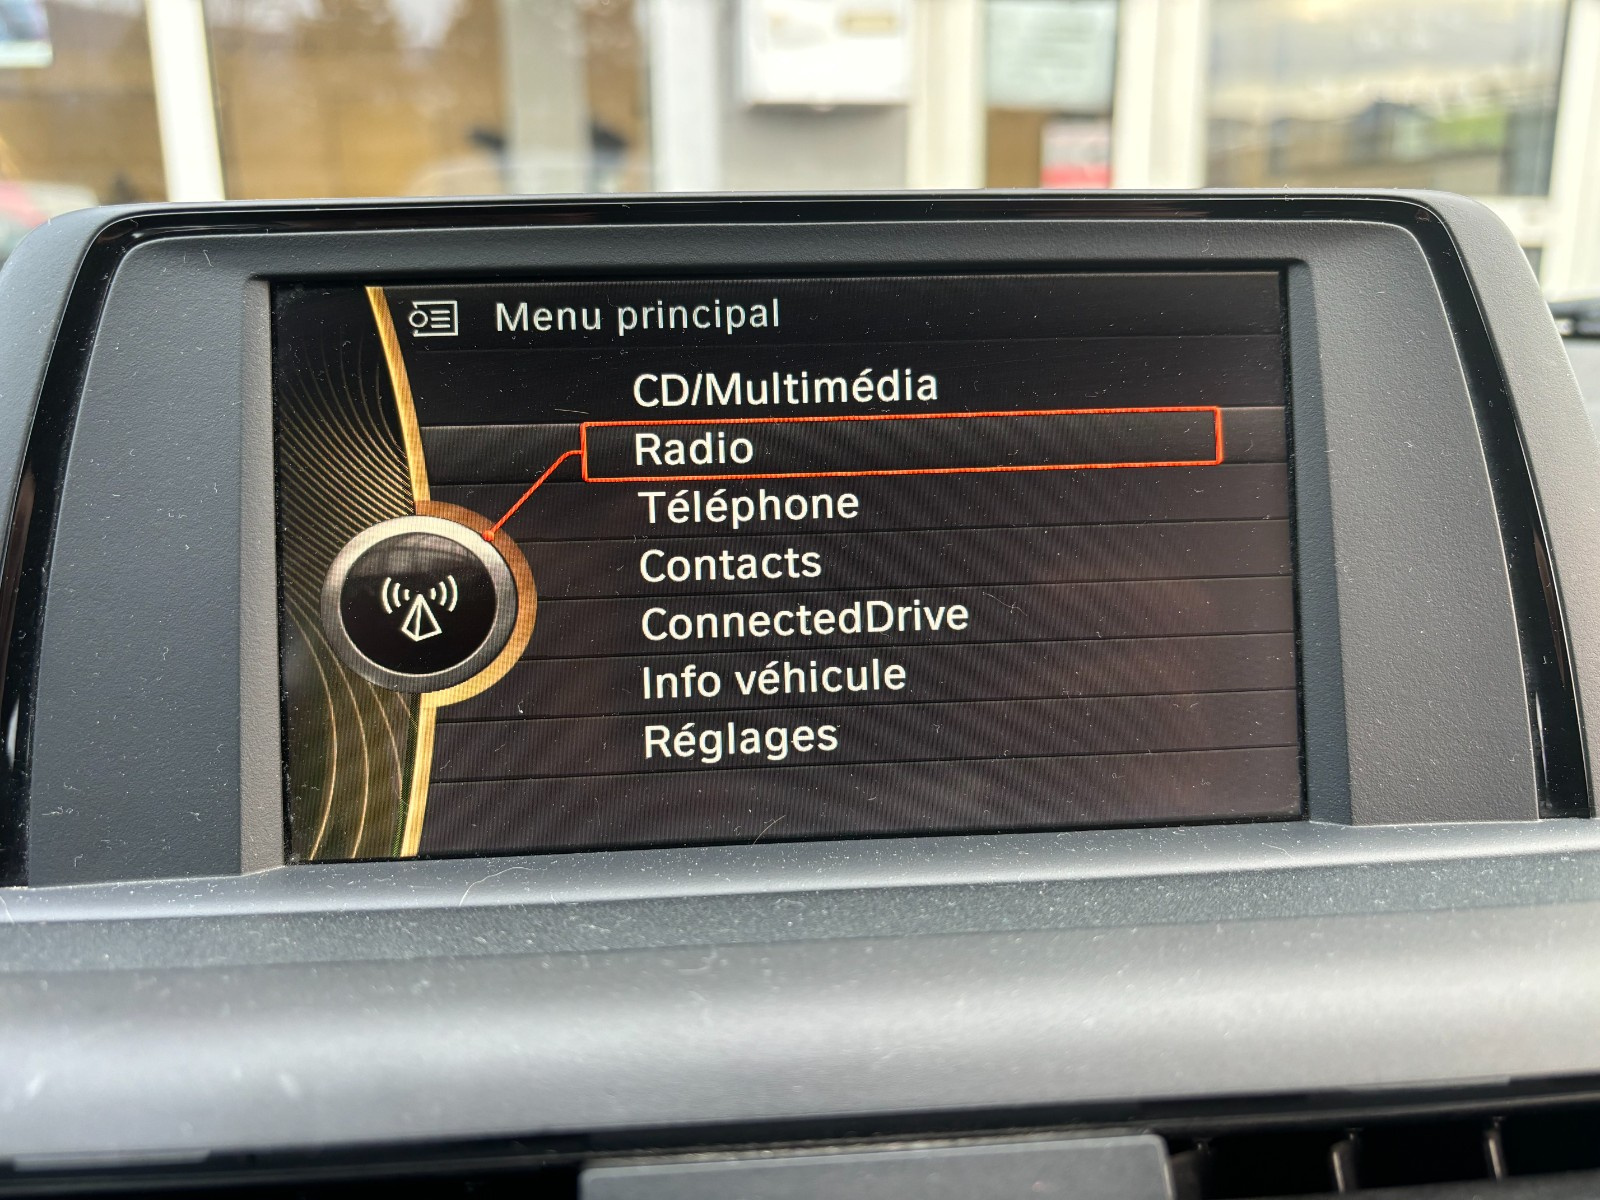 Menu principal
CD/Multimédia
Radio
Téléphone
Contacts
ConnectedDrive
Info véhicule
Réglages